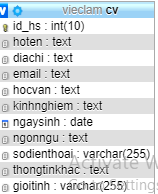 vieclam cv
id_hs : int(10)
hoten : text
diachi : text
email : text
hocvan : text
kinhnghiem : text
ngaysinh : date
ngonngu : text
sodienthoai : varchar(255)
thongtinkhac : text
gioitinh : varchar(255)